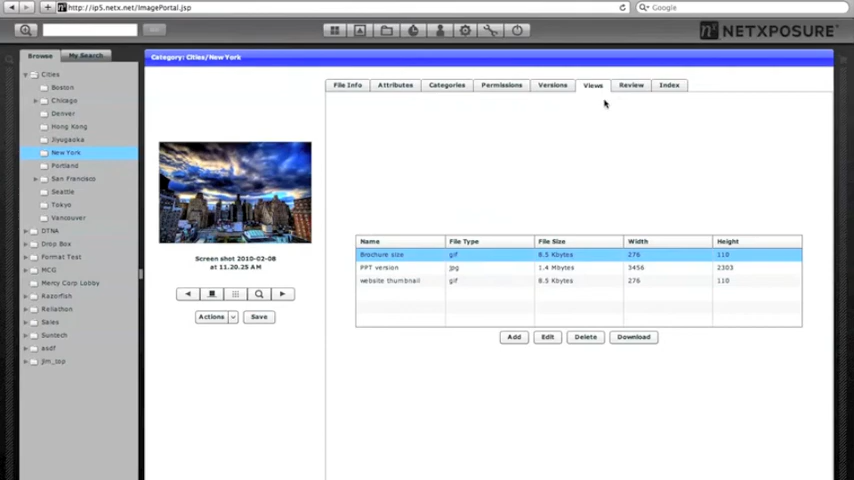 http://ip5.netx.net/ImagePortal.jsp
Google
NETXPOSURE
Browse
My Search
Category: Cities/New York
Cities
Boston
Chicago
Denver
Hong Kong
Jiyugaoka
New York
Portland
San Francisco
Seattle
Tokyo
Vancouver
DTNA
Drop Box
Format Test
MCG
Mercy Corp Lobby
Razorfish
Reliathon
Sales
Suntech
asdf
jim_top
File Info
Attributes
Categories
Permissions
Versions
Views
Review
Index
Screen shot 2010-02-08
at 11.20.25 AM
Actions
Save
Name File Type File Size Width Height
Brochure size gif 8.5 Kbytes 276 110
PPT version jpg 1.4 Mbytes 3456 2303
website thumbnail gif 8.5 Kbytes 276 110
Add
Edit
Delete
Download